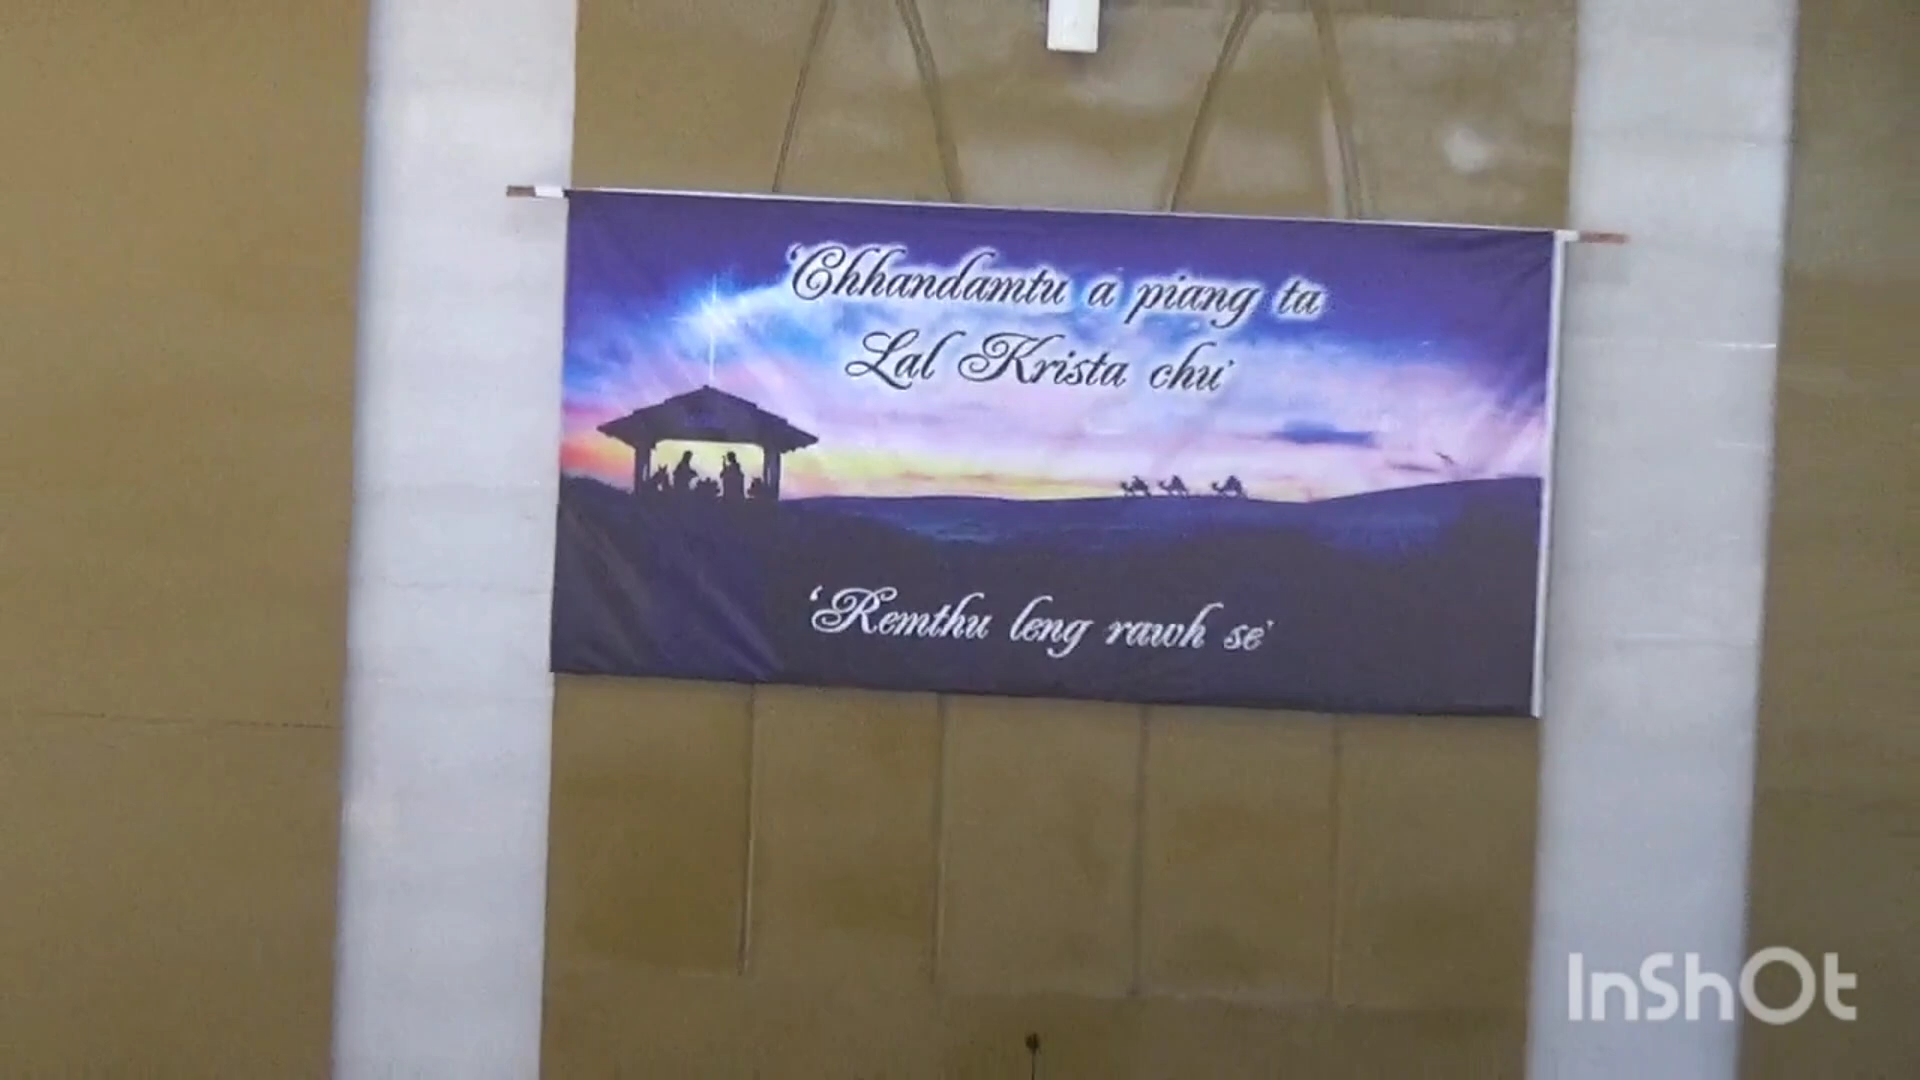 'Chhandamtu a piang ta
Lal Krista chu'
'Remthu leng rawh se'
InShOt